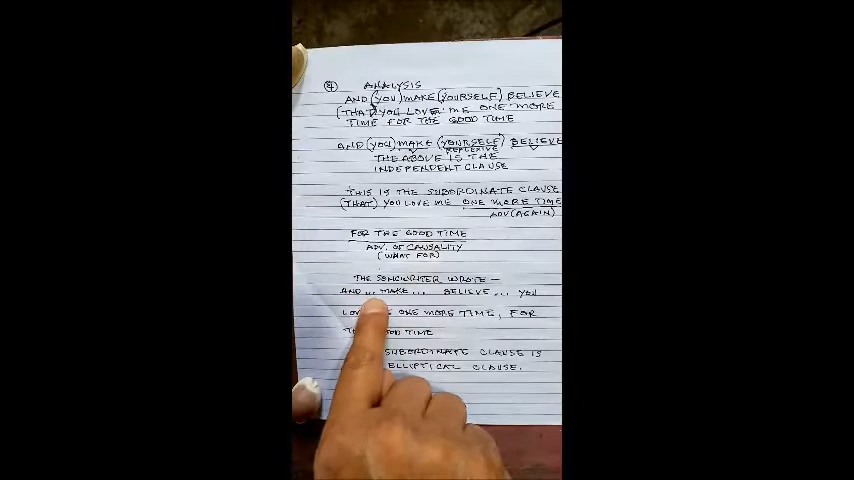 ④ ANALYSIS
AND (YOU) MAKE (YOURSELF) BELIEVE
(THAT) YOU LOVE ME ONE MORE
TIME FOR THE GOOD TIME
AND (YOU) MAKE (YOURSELF) BELIEVE
REFLEXIVE
THE ABOVE IS THE
INDEPENDENT CLAUSE
THIS IS THE SUBORDINATE CLAUSE
(THAT) YOU LOVE ME ONE MORE TIME
ADV (AGAIN)
FOR THE GOOD TIME
ADV. OF CAUSALITY
(WHAT FOR)
THE SONGWRITER WROTE —
AND ... MAKE ... BELIEVE ... YOU
ONE MORE TIME, FOR
TIME
SUBORDINATE CLAUSE IS
ELLIPTICAL CLAUSE.